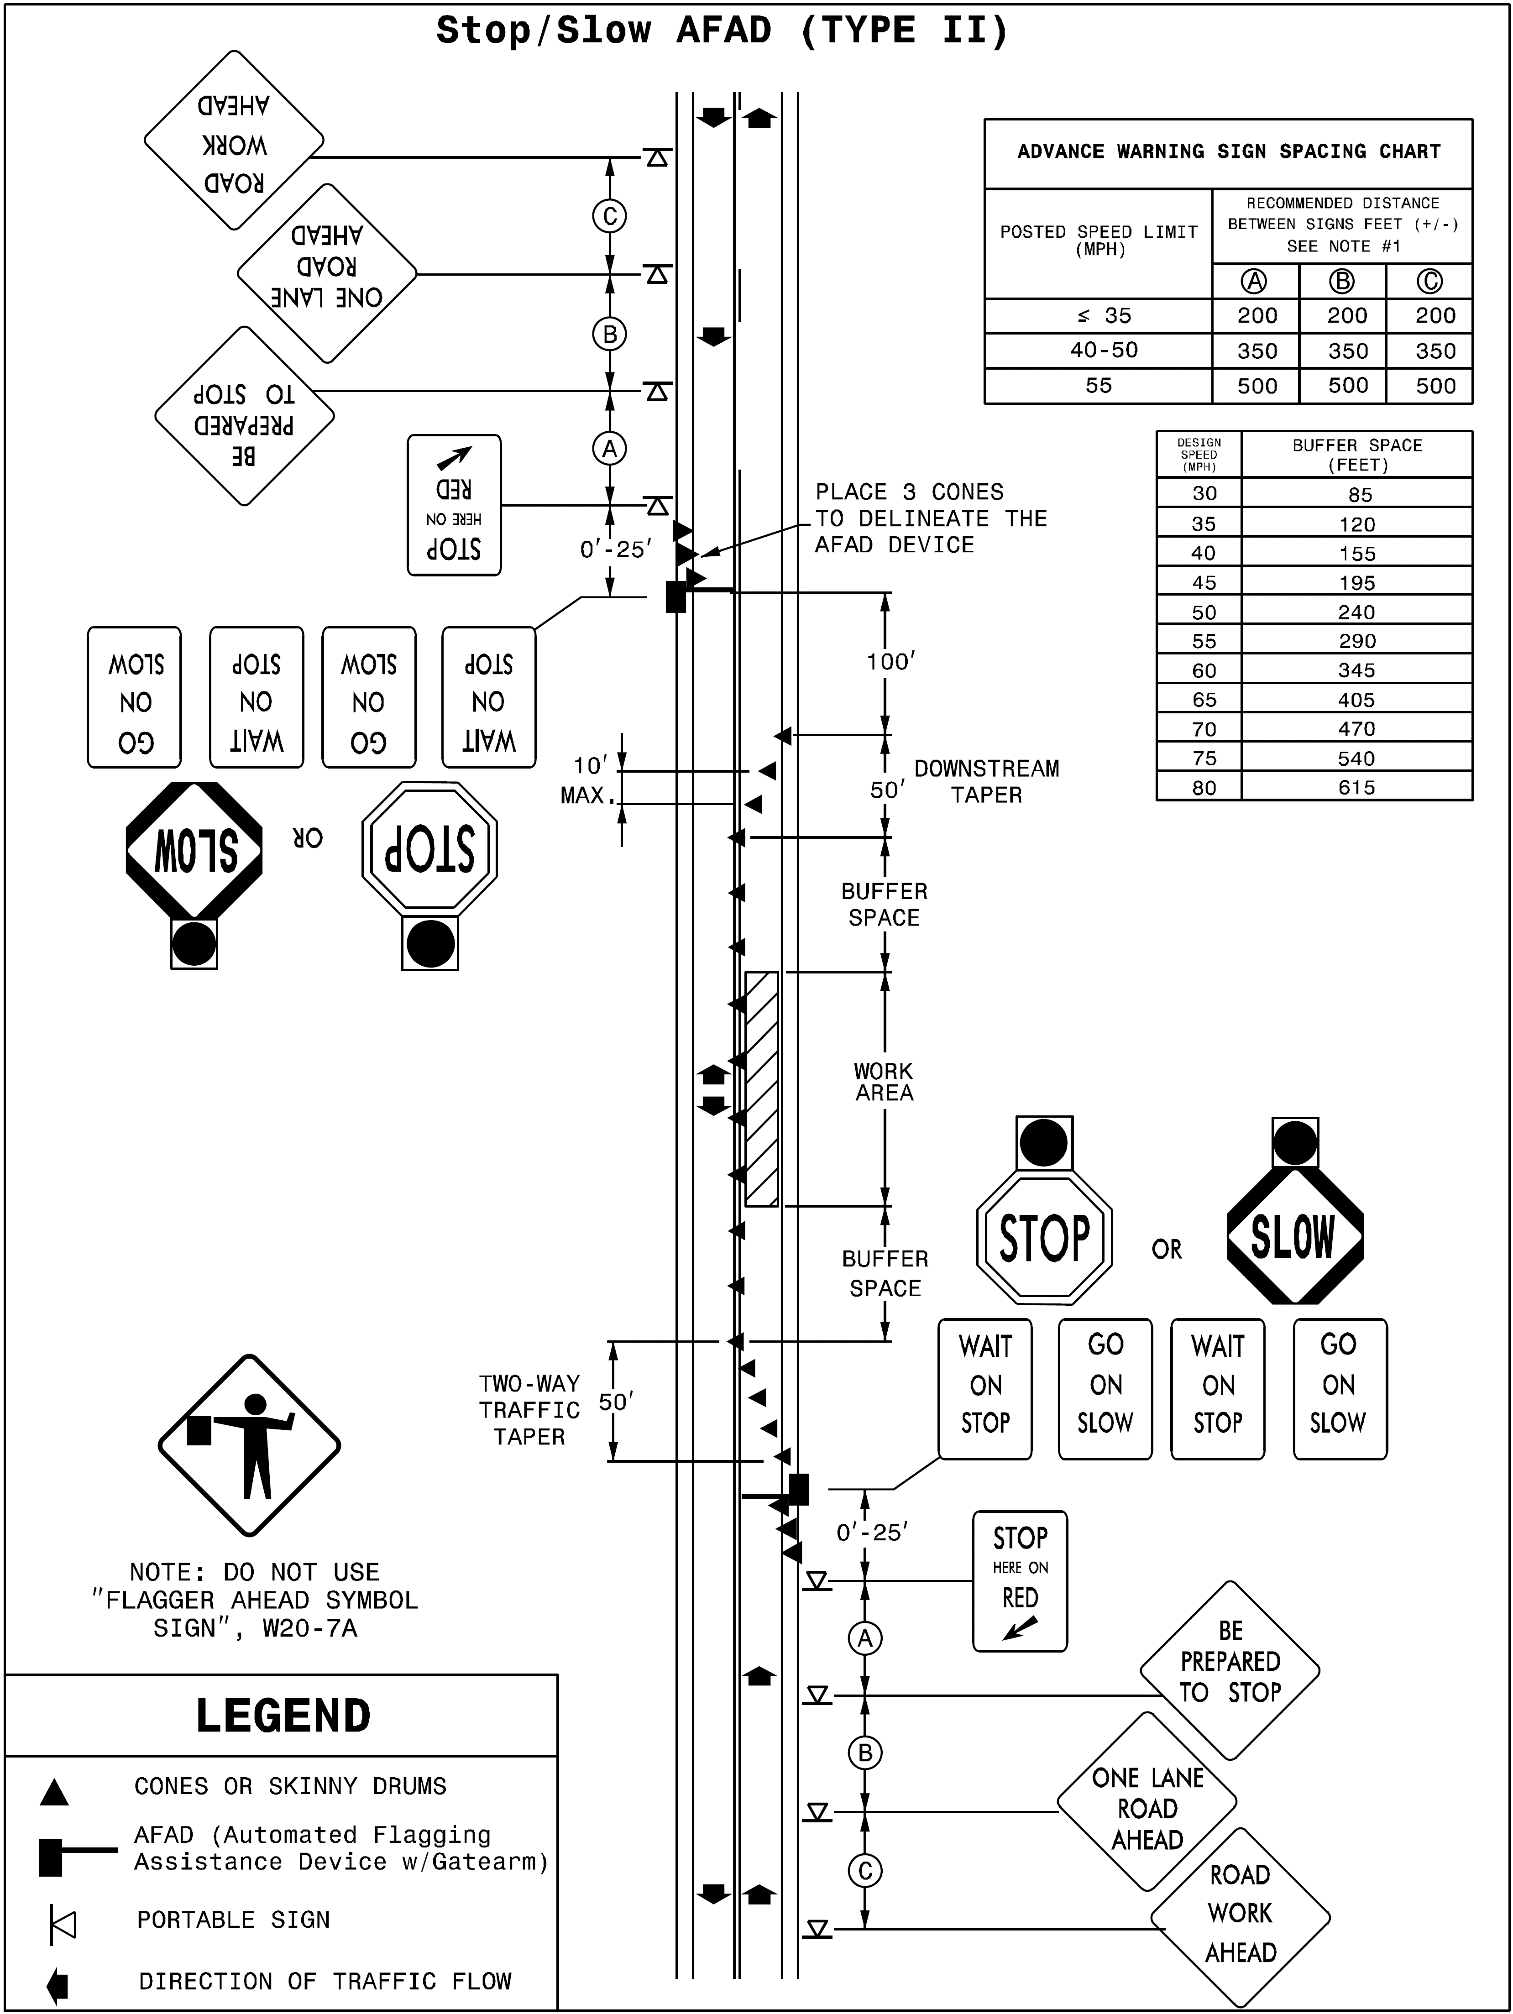 Stop/Slow AFAD (TYPE II)
ROAD
WORK
AHEAD
ONE LANE
ROAD
AHEAD
BE
PREPARED
TO STOP
STOP
HERE ON
RED
C
B
A
0'-25'
PLACE 3 CONES
TO DELINEATE THE
AFAD DEVICE
ADVANCE WARNING SIGN SPACING CHART
POSTED SPEED LIMIT
(MPH)
RECOMMENDED DISTANCE
BETWEEN SIGNS FEET (+/-)
SEE NOTE #1
A B C
≤ 35 200 200 200
40-50 350 350 350
55 500 500 500
DESIGN
SPEED
(MPH)
BUFFER SPACE
(FEET)
30 85
35 120
40 155
45 195
50 240
55 290
60 345
65 405
70 470
75 540
80 615
GO
ON
SLOW
WAIT
ON
STOP
GO
ON
SLOW
WAIT
ON
STOP
SLOW
OR
STOP
100'
10'
MAX.
50'
DOWNSTREAM
TAPER
BUFFER
SPACE
WORK
AREA
BUFFER
SPACE
STOP
OR
SLOW
WAIT
ON
STOP
GO
ON
SLOW
WAIT
ON
STOP
GO
ON
SLOW
TWO-WAY
TRAFFIC
TAPER
50'
0'-25'
STOP
HERE ON
RED
A
B
C
BE
PREPARED
TO STOP
ONE LANE
ROAD
AHEAD
ROAD
WORK
AHEAD
NOTE: DO NOT USE
"FLAGGER AHEAD SYMBOL
SIGN", W20-7A
LEGEND
CONES OR SKINNY DRUMS
AFAD (Automated Flagging
Assistance Device w/Gatearm)
PORTABLE SIGN
DIRECTION OF TRAFFIC FLOW